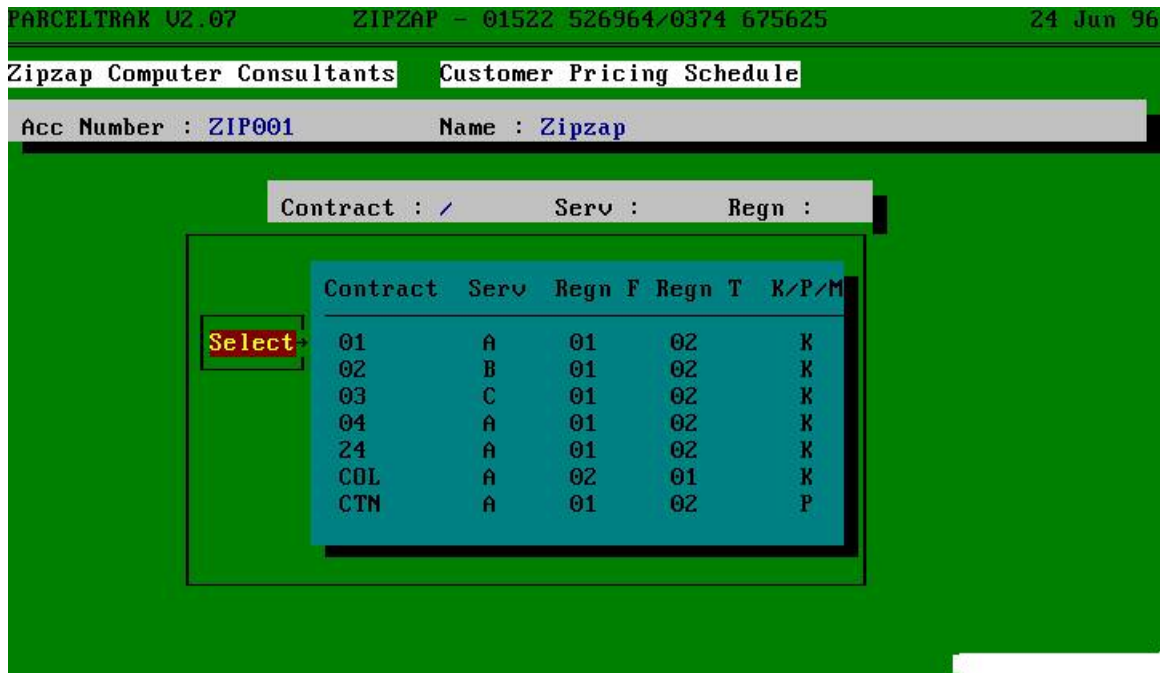 PARCELTRAK V2.07 ZIPZAP - 01522 526964/0374 675625 24 Jun 96
Zipzap Computer Consultants Customer Pricing Schedule
Acc Number : ZIP001 Name : Zipzap
Contract : / Serv : Regn :
Contract Serv Regn F Regn T K/P/M
Select→ 01 A 01 02 K
02 B 01 02 K
03 C 01 02 K
04 A 01 02 K
24 A 01 02 K
COL A 02 01 K
CTN A 01 02 P